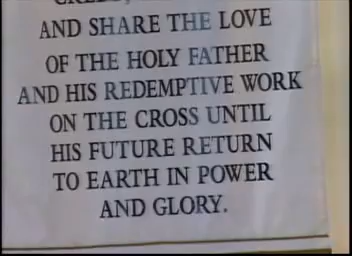 AND SHARE THE LOVE
OF THE HOLY FATHER
AND HIS REDEMPTIVE WORK
ON THE CROSS UNTIL
HIS FUTURE RETURN
TO EARTH IN POWER
AND GLORY.